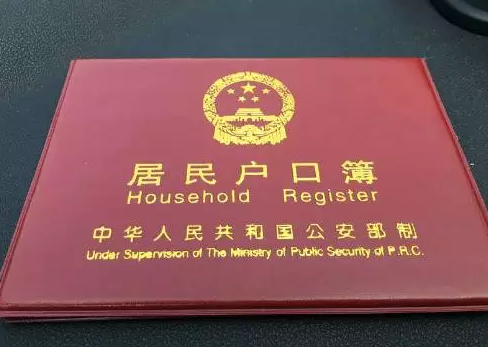 居民户口簿
Household Register
中华人民共和国公安部制
Under Supervision of The Ministry of Public Security of P.R.C.